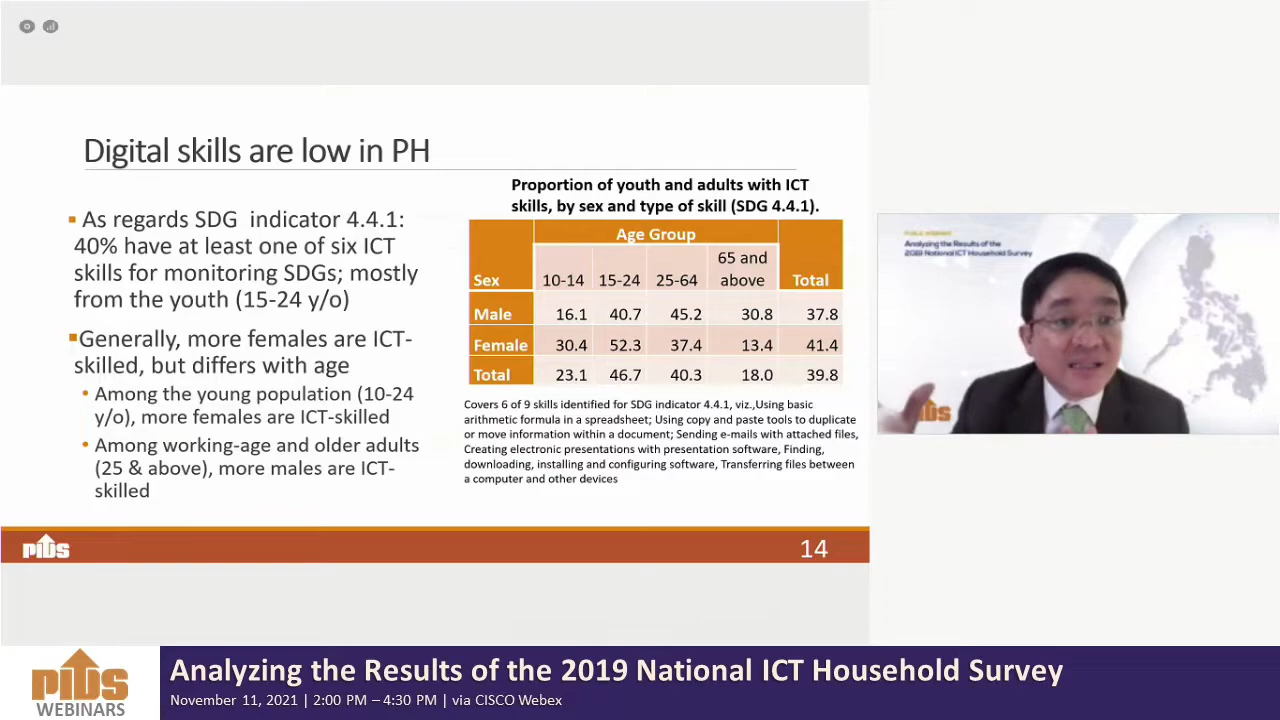 Digital skills are low in PH
As regards SDG indicator 4.4.1:
40% have at least one of six ICT
skills for monitoring SDGs; mostly
from the youth (15-24 y/o)
Generally, more females are ICT-
skilled, but differs with age
Among the young population (10-24
y/o), more females are ICT-skilled
Among working-age and older adults
(25 & above), more males are ICT-
skilled
Proportion of youth and adults with ICT
skills, by sex and type of skill (SDG 4.4.1).
Age Group
65 and
Sex 10-14 15-24 25-64 above Total
Male 16.1 40.7 45.2 30.8 37.8
Female 30.4 52.3 37.4 13.4 41.4
Total 23.1 46.7 40.3 18.0 39.8
Covers 6 of 9 skills identified for SDG indicator 4.4.1, viz.,Using basic
arithmetic formula in a spreadsheet; Using copy and paste tools to duplicate
or move information within a document; Sending e-mails with attached files,
Creating electronic presentations with presentation software, Finding,
downloading, installing and configuring software, Transferring files between
a computer and other devices
PUBLIC WEBINAR
Analyzing the Results of the
2019 National ICT Household Survey
pids
pids 14
pids
WEBINARS
Analyzing the Results of the 2019 National ICT Household Survey
November 11, 2021 | 2:00 PM – 4:30 PM | via CISCO Webex